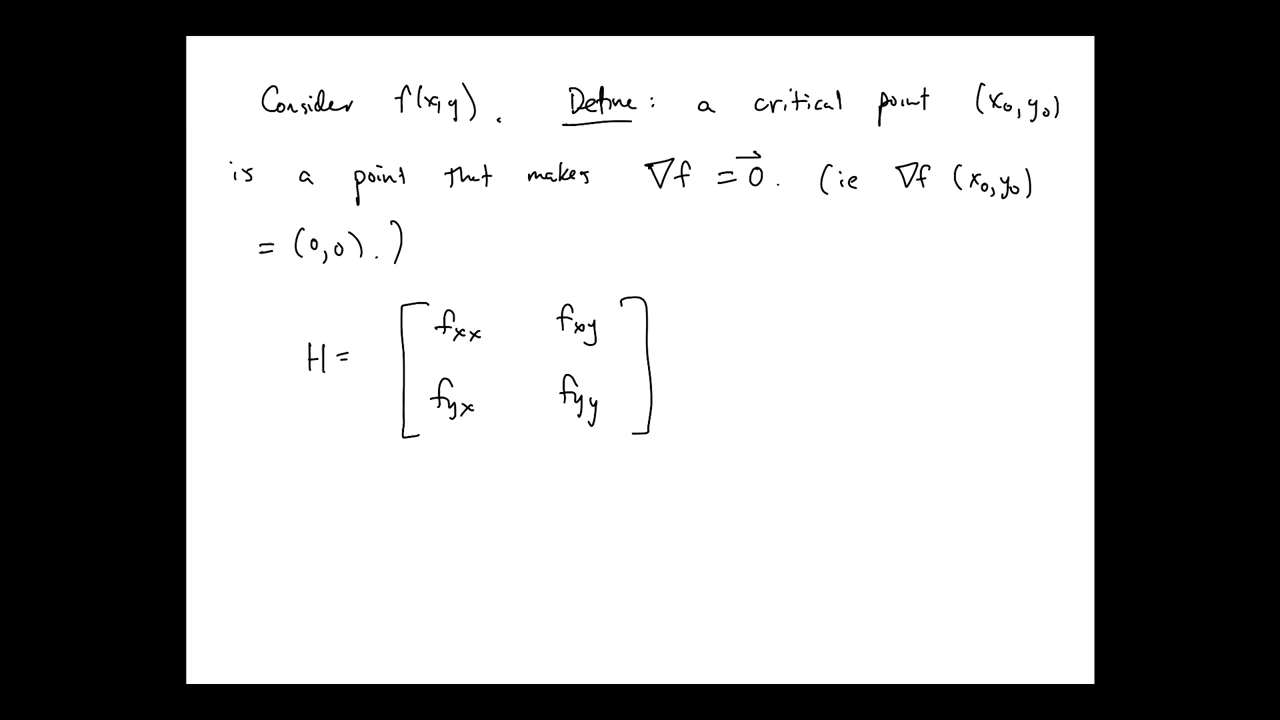 Consider f(x,y). Define: a critical point (x₀,y₀)
is a point that makes ∇f = 0⃗. (ie ∇f (x₀,y₀)
= (0,0).)
H = [ fxx fxy
fyx fyy ]